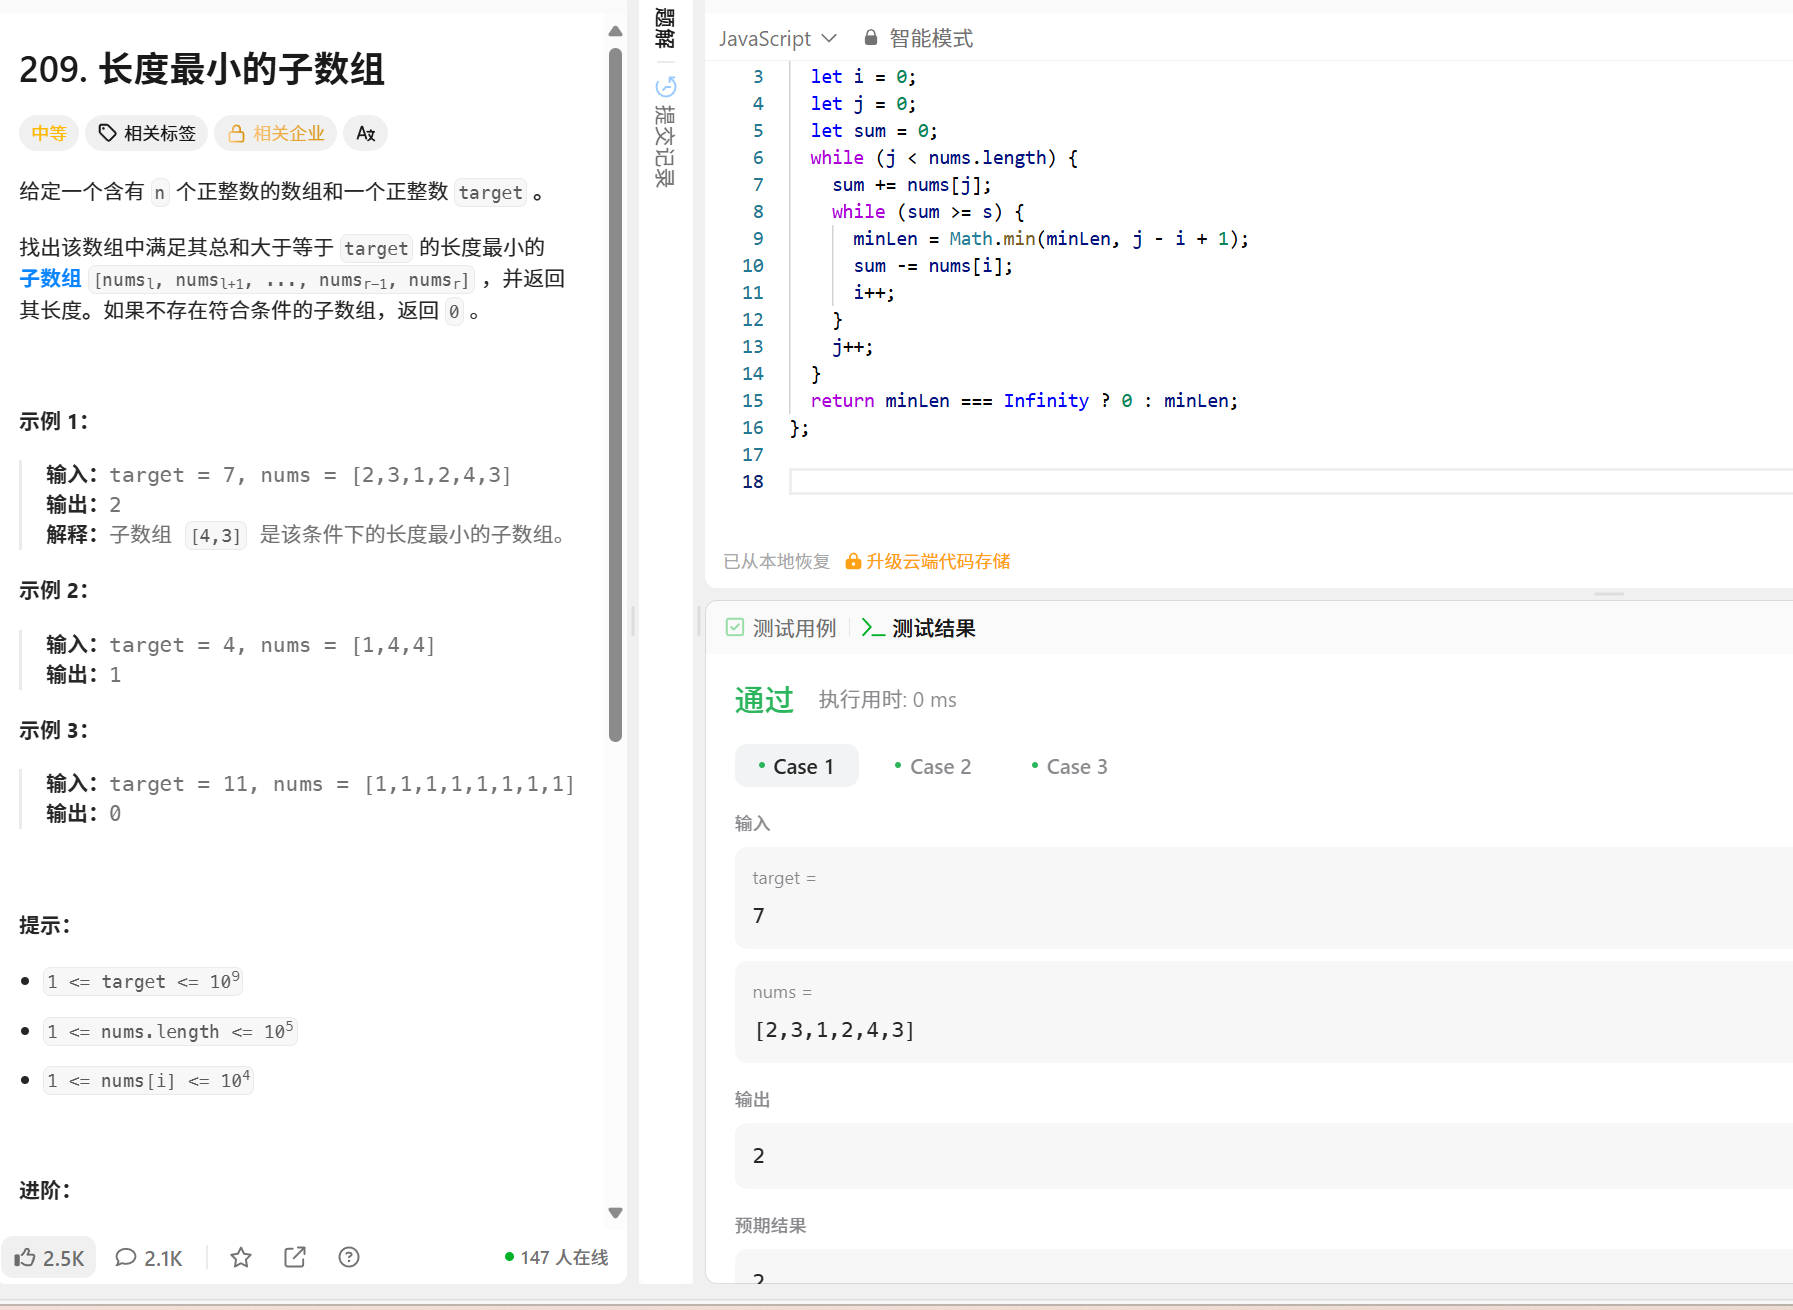 209. 长度最小的子数组
中等 相关标签 相关企业
给定一个含有 n 个正整数的数组和一个正整数 target 。
找出该数组中满足其总和大于等于 target 的长度最小的
子数组 [numsl, numsl+1, ..., numsr-1, numsr] ，并返回
其长度。如果不存在符合条件的子数组，返回 0 。
示例 1：
输入：target = 7, nums = [2,3,1,2,4,3]
输出：2
解释：子数组 [4,3] 是该条件下的长度最小的子数组。
示例 2：
输入：target = 4, nums = [1,4,4]
输出：1
示例 3：
输入：target = 11, nums = [1,1,1,1,1,1,1,1]
输出：0
提示：
1 <= target <= 10^9
1 <= nums.length <= 10^5
1 <= nums[i] <= 10^4
进阶：
2.5K 2.1K 147 人在线
题解
提交记录
JavaScript 智能模式
3 let i = 0;
4 let j = 0;
5 let sum = 0;
6 while (j < nums.length) {
7 sum += nums[j];
8 while (sum >= s) {
9 minLen = Math.min(minLen, j - i + 1);
10 sum -= nums[i];
11 i++;
12 }
13 j++;
14 }
15 return minLen === Infinity ? 0 : minLen;
16 };
17
18
已从本地恢复 升级云端代码存储
测试用例 测试结果
通过 执行用时: 0 ms
Case 1 Case 2 Case 3
输入
target =
7
nums =
[2,3,1,2,4,3]
输出
2
预期结果
2